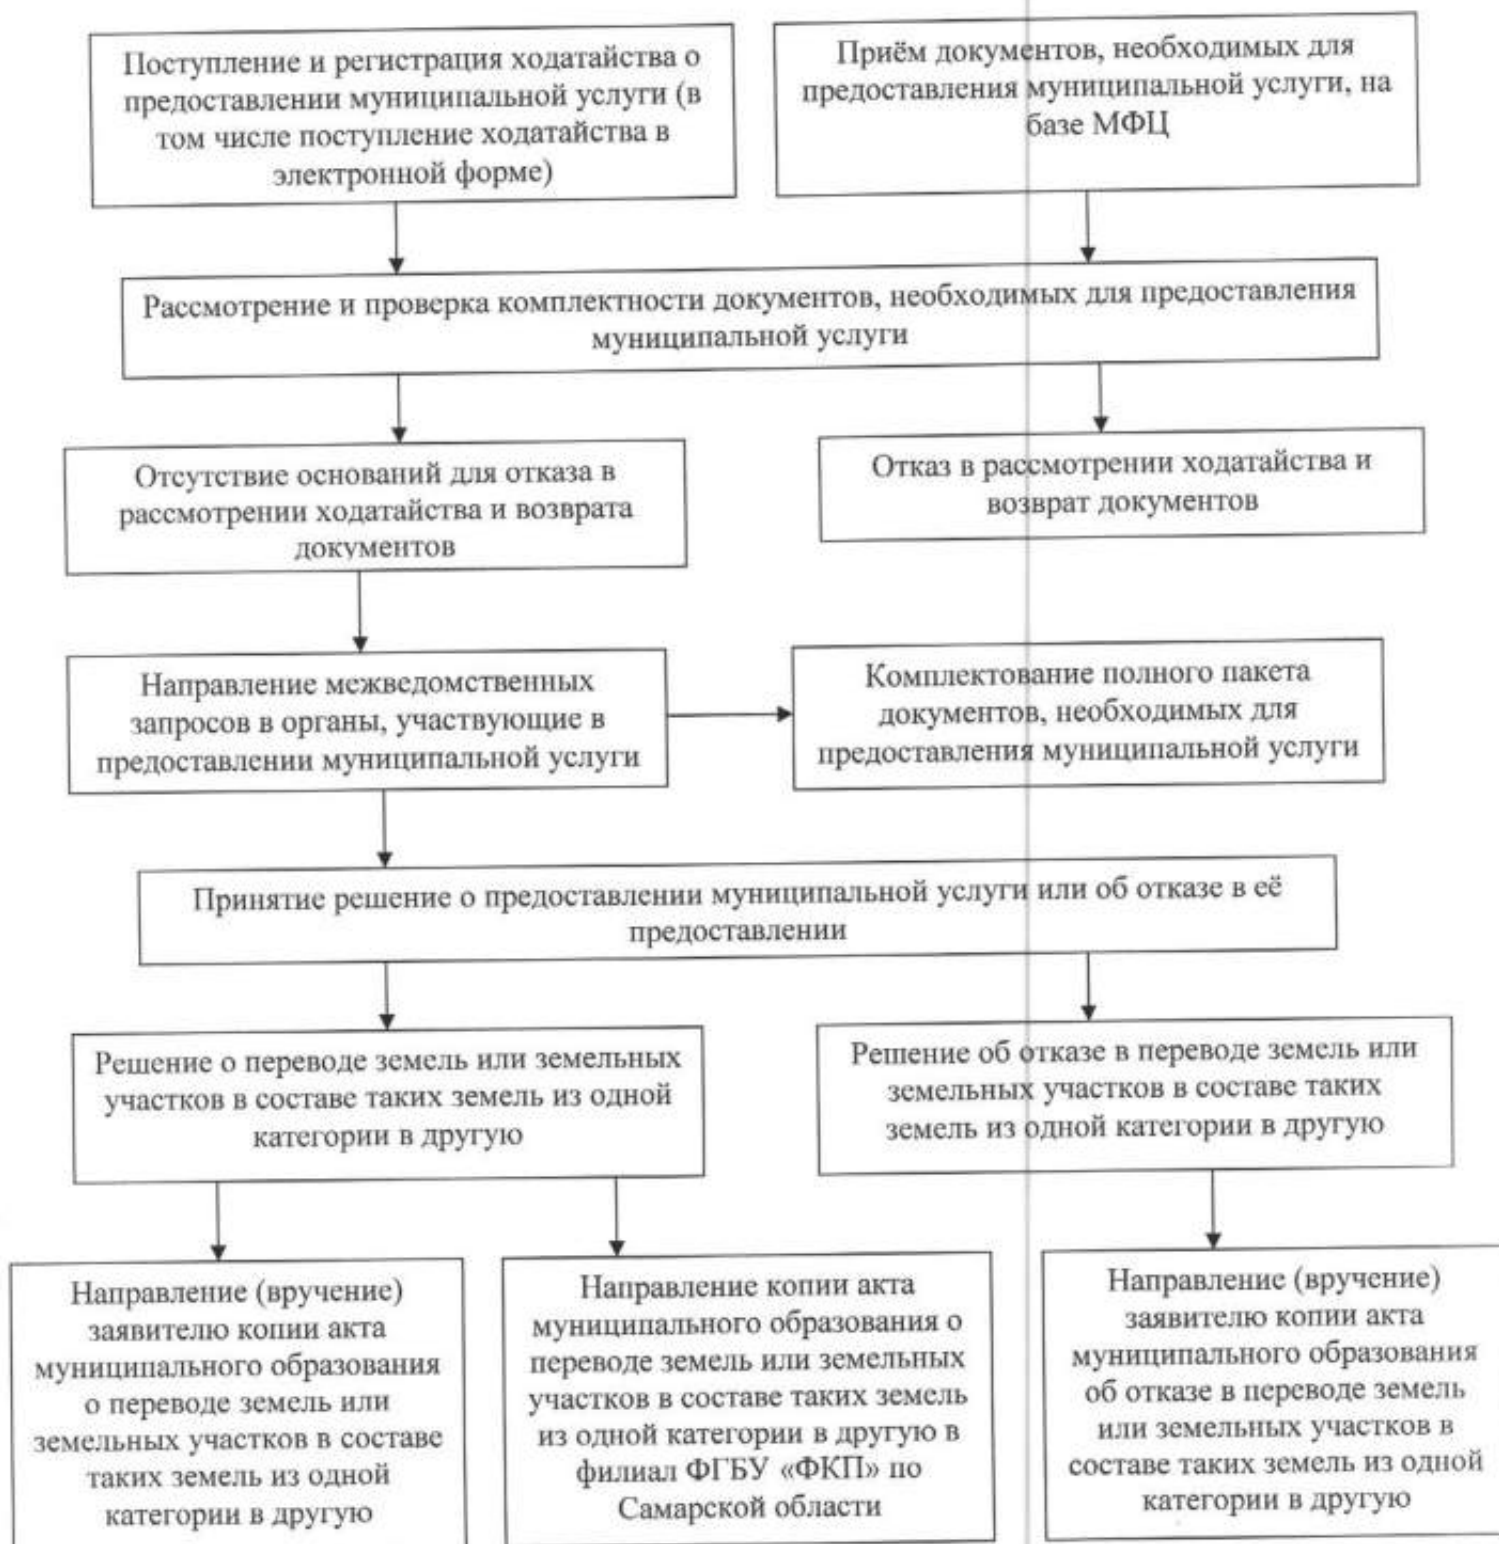 Поступление и регистрация ходатайства о
предоставлении муниципальной услуги (в
том числе поступление ходатайства в
электронной форме)
Приём документов, необходимых для
предоставления муниципальной услуги, на
базе МФЦ
Рассмотрение и проверка комплектности документов, необходимых для предоставления
муниципальной услуги
Отсутствие оснований для отказа в
рассмотрении ходатайства и возврата
документов
Отказ в рассмотрении ходатайства и
возврат документов
Направление межведомственных
запросов в органы, участвующие в
предоставлении муниципальной услуги
Комплектование полного пакета
документов, необходимых для
предоставления муниципальной услуги
Принятие решение о предоставлении муниципальной услуги или об отказе в её
предоставлении
Решение о переводе земель или земельных
участков в составе таких земель из одной
категории в другую
Решение об отказе в переводе земель или
земельных участков в составе таких
земель из одной категории в другую
Направление (вручение)
заявителю копии акта
муниципального образования
о переводе земель или
земельных участков в составе
таких земель из одной
категории в другую
Направление копии акта
муниципального образования о
переводе земель или земельных
участков в составе таких земель
из одной категории в другую в
филиал ФГБУ «ФКП» по
Самарской области
Направление (вручение)
заявителю копии акта
муниципального образования
об отказе в переводе земель
или земельных участков в
составе таких земель из одной
категории в другую